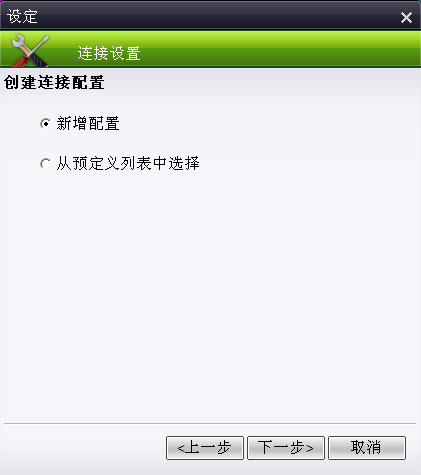 设定
连接设置
创建连接配置
新增配置
从预定义列表中选择
<上一步 下一步> 取消